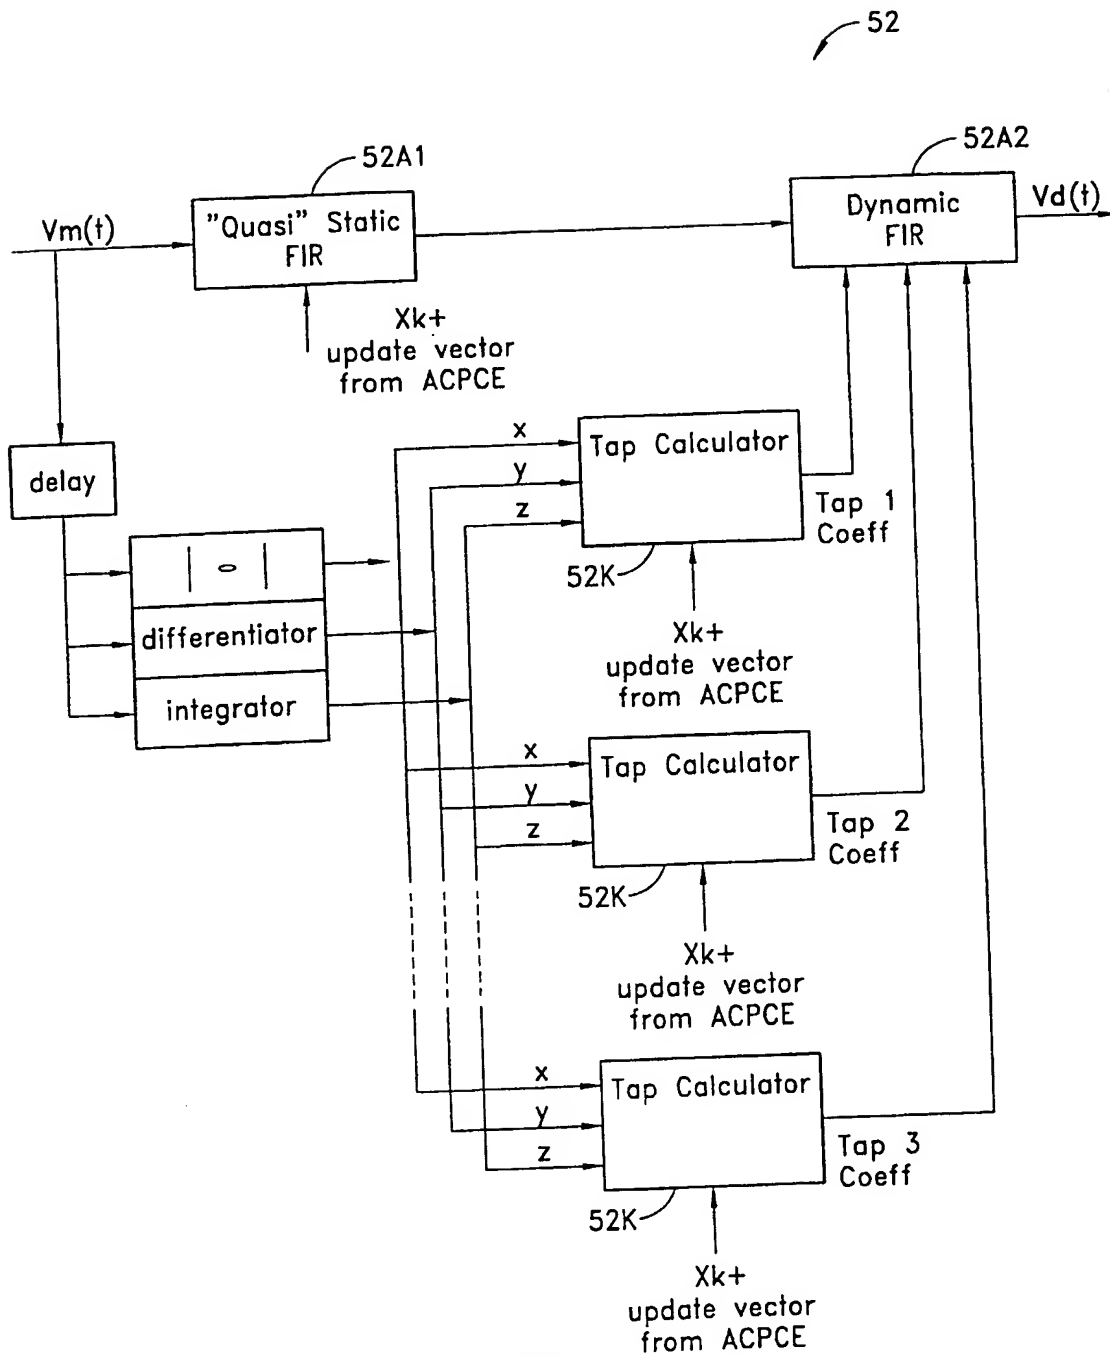 52
52A1
52A2
Vm(t)
"Quasi" Static
FIR
Dynamic
FIR
Vd(t)
Xk+
update vector
from ACPCE
delay
| o |
differentiator
integrator
x
y
z
Tap Calculator
Tap 1
Coeff
52K
Xk+
update vector
from ACPCE
x
y
z
Tap Calculator
Tap 2
Coeff
52K
Xk+
update vector
from ACPCE
x
y
z
Tap Calculator
Tap 3
Coeff
52K
Xk+
update vector
from ACPCE